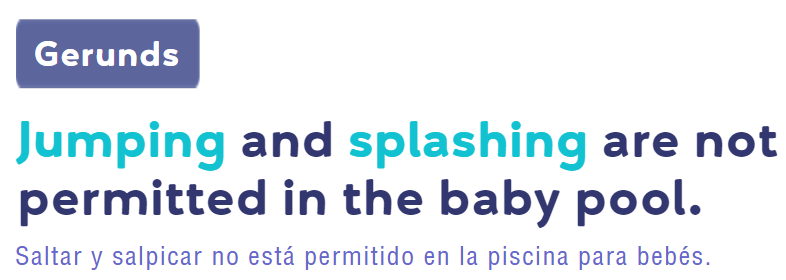 Gerunds
Jumping and splashing are not
permitted in the baby pool.
Saltar y salpicar no está permitido en la piscina para bebés.